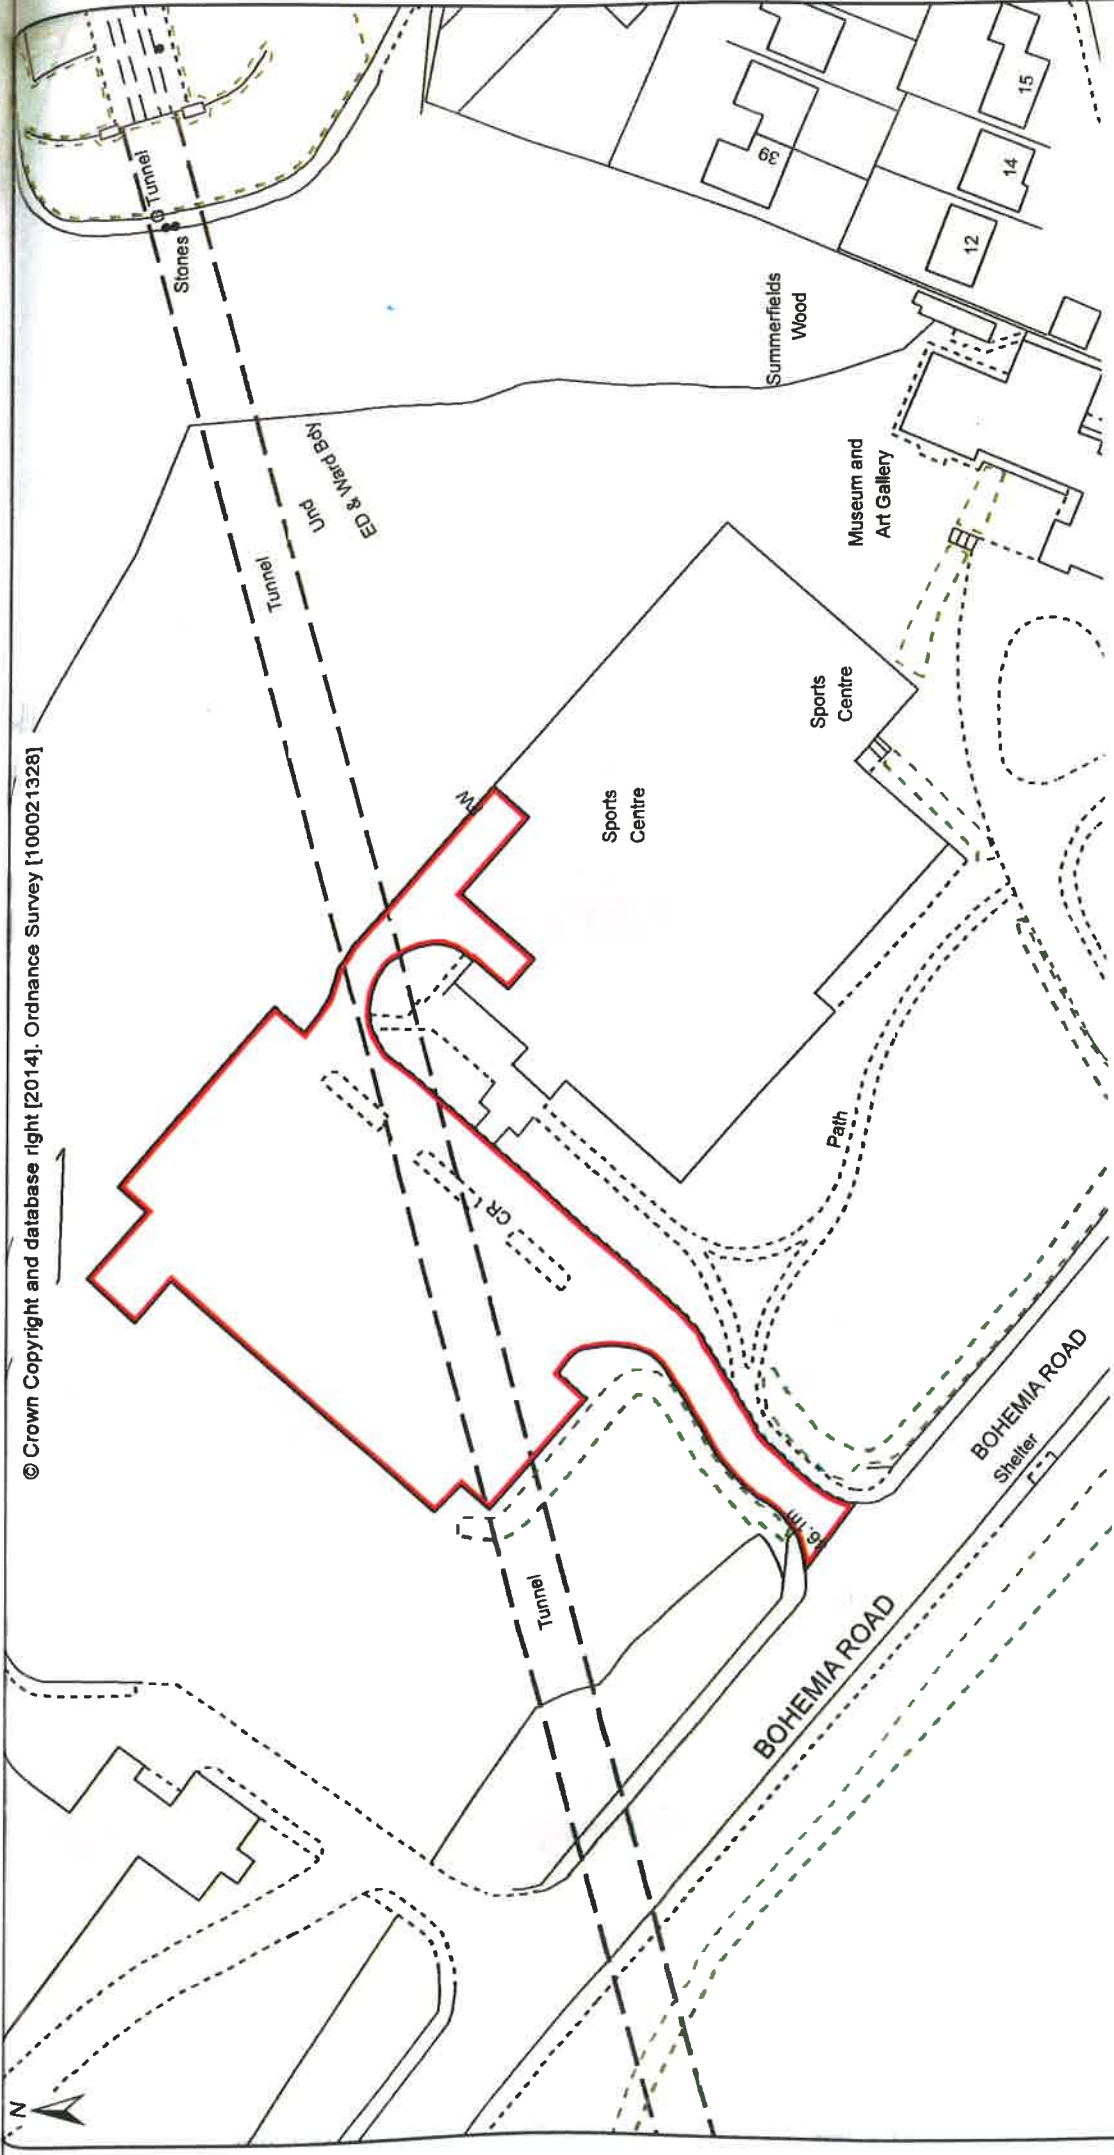 © Crown Copyright and database right [2014]. Ordnance Survey [100021328]
N
Tunnel
Stones
Tunnel
Und
ED & Ward Bdy
Summerfields
Wood
39
15
14
12
Museum and
Art Gallery
Sports
Centre
Sports
Centre
Path
Tunnel
BOHEMIA ROAD
Shelter
BOHEMIA ROAD